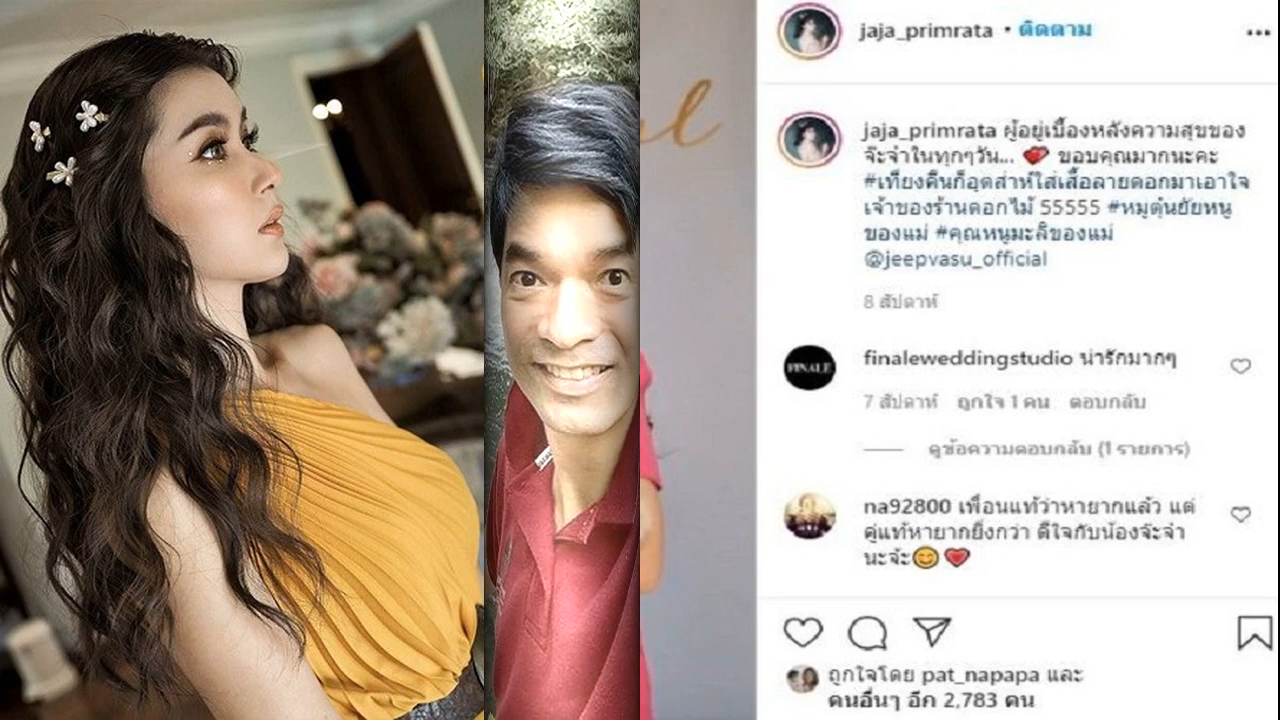 jaja_primrata • ติดตาม
jaja_primrata ผู้อยู่เบื้องหลังความสุขของ
จ๊ะจ๋าในทุกๆวัน... ขอบคุณมากนะคะ
#เที่ยงคืนก็อุตส่าห์ใส่เสื้อลายดอกมาเอาใจ
เจ้าของร้านดอกไม้ 55555 #หมูตุ๋นยัยหนู
ของแม่ #คุณหนูมะลิของแม่
@jeepvasu_official
8 สัปดาห์
finaleweddingstudio น่ารักมากๆ
FINALE
7 สัปดาห์ ถูกใจ 1 คน ตอบกลับ
ดูข้อความตอบกลับ (1 รายการ)
na92800 เพื่อนแท้ว่าหายากแล้ว แต่
คู่แท้หายากยิ่งกว่า ดีใจกับน้องจ๊ะจ๋า
นะจ้ะ😊❤️
ถูกใจโดย pat_napapa และ
คนอื่นๆ อีก 2,783 คน